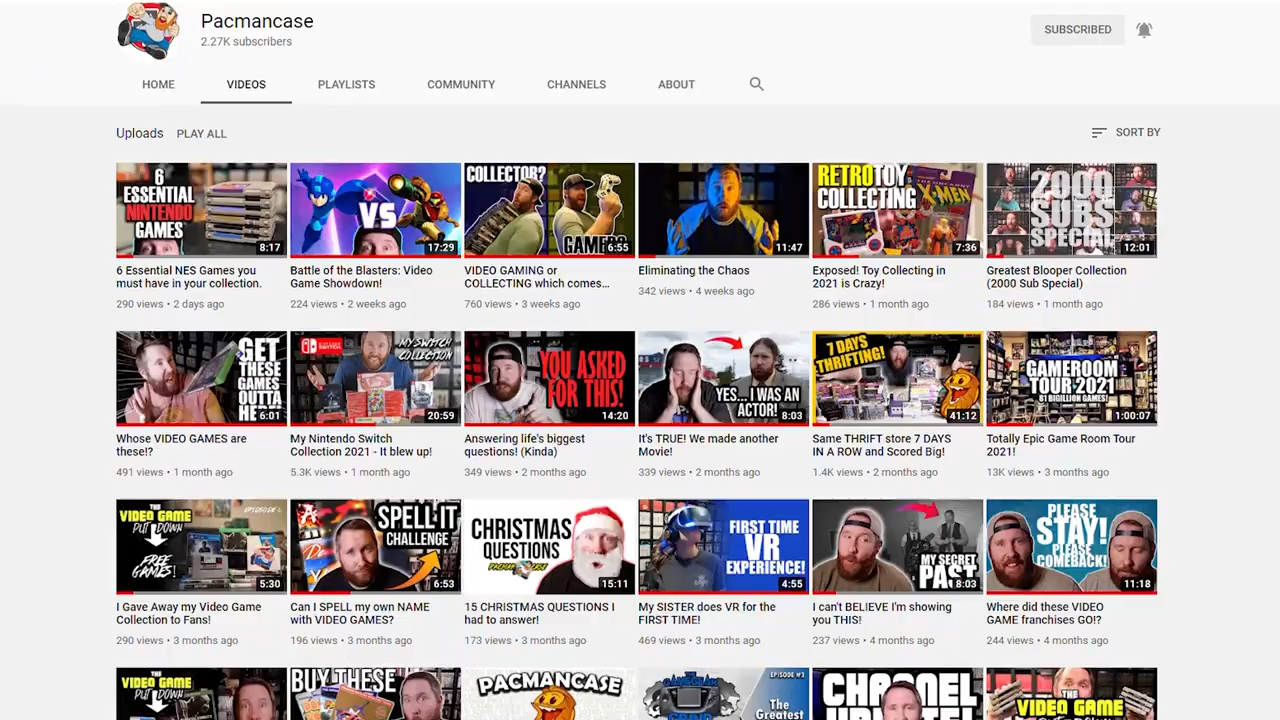 Pacmancase
2.27K subscribers
SUBSCRIBED
HOME VIDEOS PLAYLISTS COMMUNITY CHANNELS ABOUT
Uploads PLAY ALL SORT BY
6
ESSENTIAL
NINTENDO
GAMES
8:17
VS
17:29
COLLECTOR?
GAMER?
6:55
11:47
RETRO TOY
COLLECTING
X-MEN
7:36
2000
SUBS
SPECIAL
12:01
6 Essential NES Games you
must have in your collection.
290 views • 2 days ago
Battle of the Blasters: Video
Game Showdown!
224 views • 2 weeks ago
VIDEO GAMING or
COLLECTING which comes...
760 views • 3 weeks ago
Eliminating the Chaos
342 views • 4 weeks ago
Exposed! Toy Collecting in
2021 is Crazy!
286 views • 1 month ago
Greatest Blooper Collection
(2000 Sub Special)
184 views • 1 month ago
GET
THESE
GAMES
OUTTA
HERE!
6:01
MY SWITCH
COLLECTION
20:59
YOU ASKED
FOR THIS!
14:20
YES... I WAS AN
ACTOR!
8:03
7 DAYS
THRIFTING!
41:12
GAMEROOM
TOUR 2021
81 BIGILLION GAMES!
1:00:07
Whose VIDEO GAMES are
these!?
491 views • 1 month ago
My Nintendo Switch
Collection 2021 - It blew up!
5.3K views • 1 month ago
Answering life's biggest
questions! (Kinda)
349 views • 2 months ago
It's TRUE! We made another
Movie!
339 views • 2 months ago
Same THRIFT store 7 DAYS
IN A ROW and Scored Big!
1.4K views • 2 months ago
Totally Epic Game Room Tour
2021!
13K views • 3 months ago
THE
VIDEO GAME
PUT DOWN
FREE
GAMES!
5:30
SPELL IT
CHALLENGE
6:53
CHRISTMAS
QUESTIONS
15:11
FIRST TIME
VR
EXPERIENCE!
4:55
MY SECRET
PAST
8:03
PLEASE
STAY!
PLEASE
COMEBACK!
11:18
I Gave Away my Video Game
Collection to Fans!
290 views • 3 months ago
Can I SPELL my own NAME
with VIDEO GAMES?
196 views • 3 months ago
15 CHRISTMAS QUESTIONS I
had to answer!
173 views • 3 months ago
My SISTER does VR for the
FIRST TIME!
469 views • 3 months ago
I can't BELIEVE I'm showing
you THIS!
237 views • 4 months ago
Where did these VIDEO
GAME franchises GO!?
244 views • 4 months ago
THE
VIDEO GAME
PUT DOWN
BUY THESE
PACMANCASE
EPISODE #3
The
Greatest
CHANNEL
UPDATE!
THE
VIDEO GAME